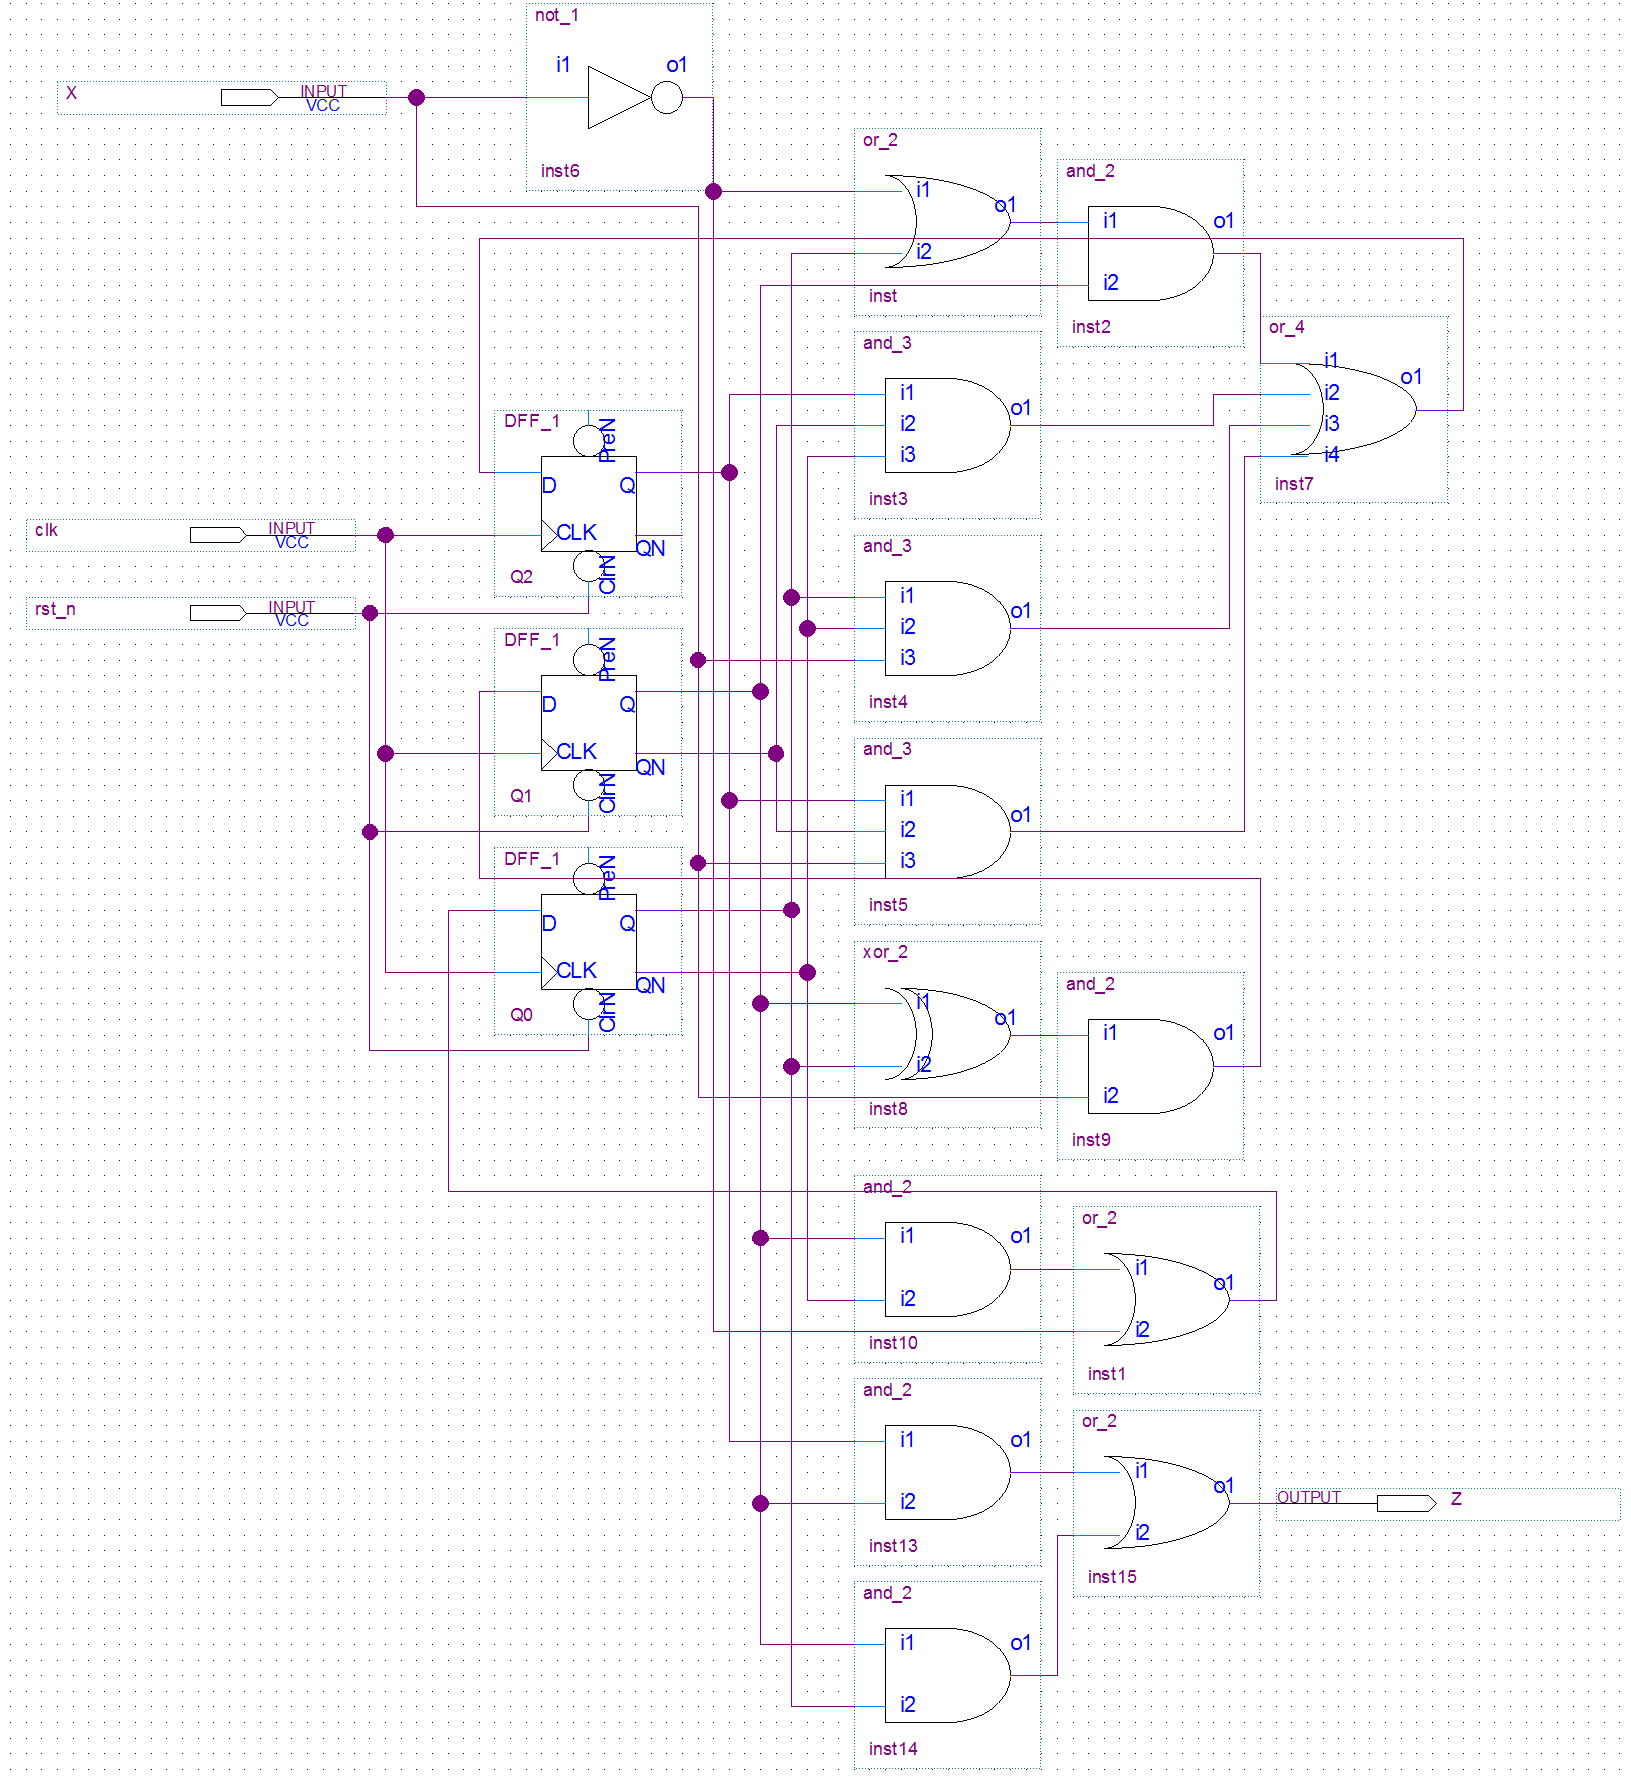 not_1
i1 o1
X INPUT
VCC
inst6
or_2
i1
o1
i2
inst
and_2
i1 o1
i2
inst2
or_4
i1
o1
i2
i3
i4
inst7
and_3
i1
o1
i2
i3
inst3
DFF_1
PreN
D Q
CLK
QN
ClrN
Q2
clk INPUT
VCC
and_3
i1
o1
i2
i3
inst4
rst_n INPUT
VCC
DFF_1
PreN
D Q
CLK
QN
ClrN
Q1
and_3
i1
o1
i2
i3
inst5
DFF_1
PreN
D Q
CLK
QN
ClrN
Q0
xor_2
i1
o1
i2
inst8
and_2
i1 o1
i2
inst9
and_2
i1 o1
i2
inst10
or_2
i1
o1
i2
inst1
and_2
i1 o1
i2
inst13
or_2
i1
o1
i2
inst15
OUTPUT Z
and_2
i1 o1
i2
inst14